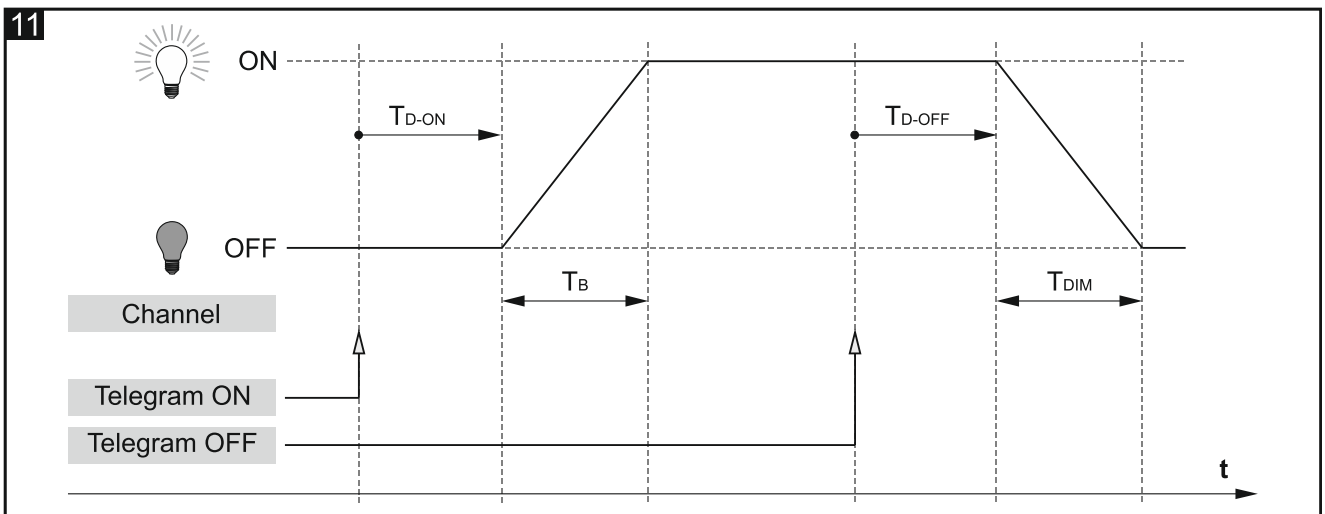 11
ON
TD-ON
TD-OFF
OFF
TB
TDIM
Channel
Telegram ON
Telegram OFF
t